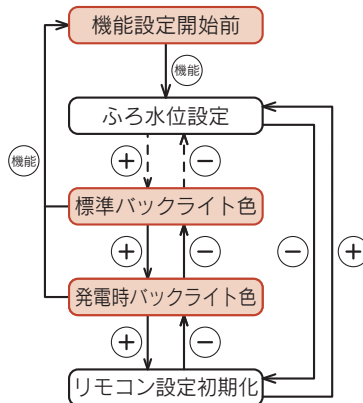 機能設定開始前
機能
ふろ水位設定
+
−
機能
標準バックライト色
+
−
−
+
発電時バックライト色
+
−
リモコン設定初期化